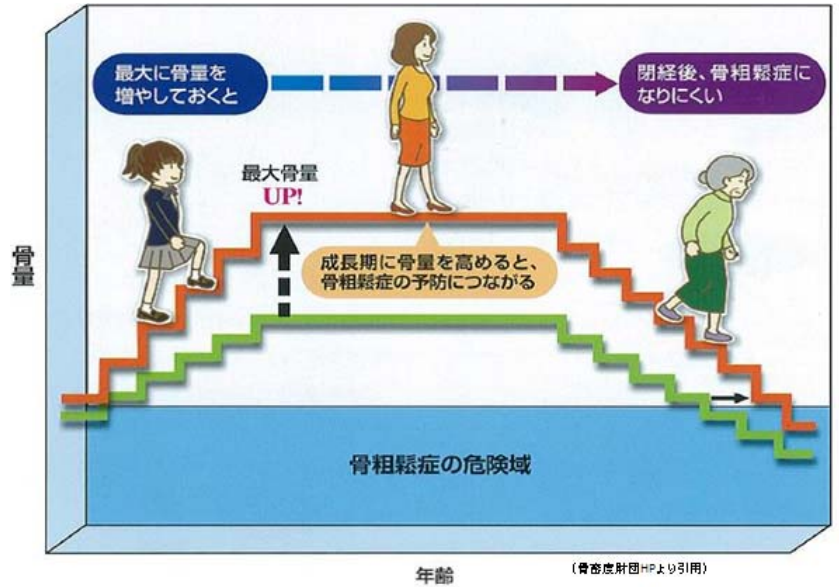 最大に骨量を
増やしておくと
閉経後、骨粗鬆症に
なりにくい
最大骨量
UP!
成長期に骨量を高めると、
骨粗鬆症の予防につながる
骨量
骨粗鬆症の危険域
年齢
(骨密度財団HPより引用)